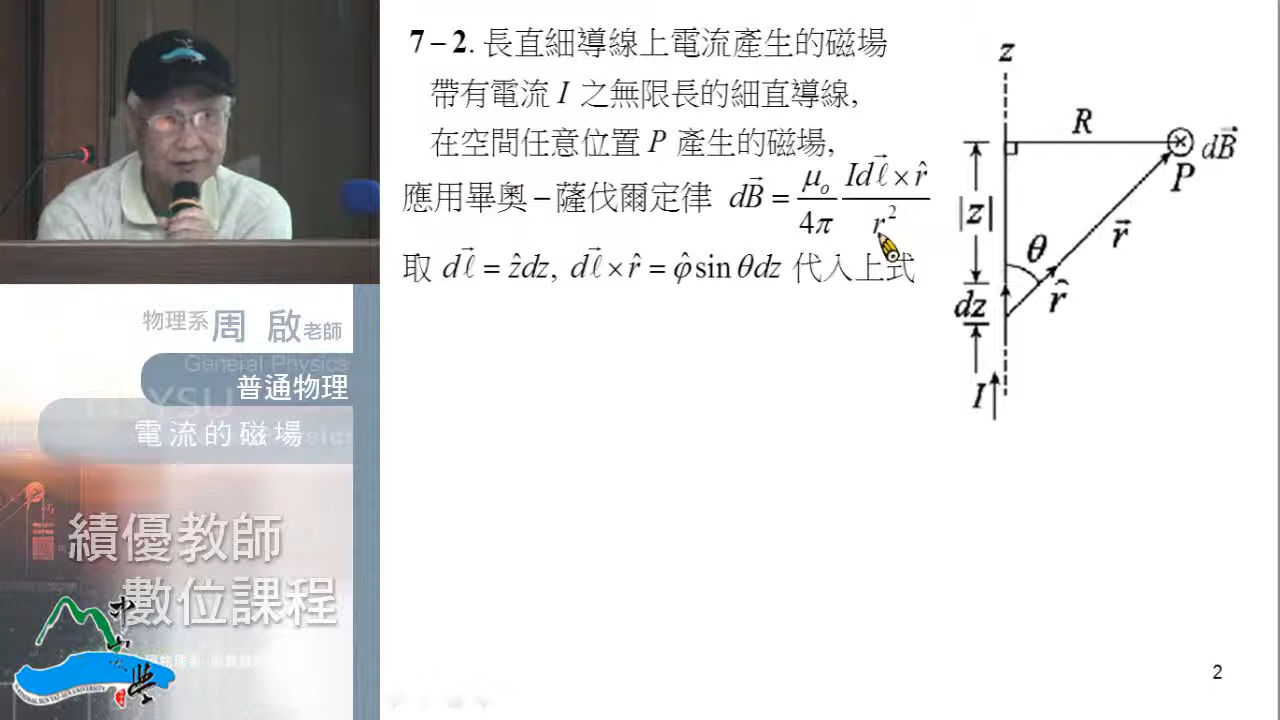 7－2. 長直細導線上電流產生的磁場
帶有電流 I 之無限長的細直導線,
在空間任意位置 P 產生的磁場,
應用畢奧－薩伐爾定律 dB⃗ = μₒ/4π Idℓ⃗ × r̂/r²
取 dℓ⃗ = ẑdz, dℓ⃗ × r̂ = φ̂ sin θdz 代入上式
z
R
dB⃗
P
|z|
θ
r⃗
dz
r̂
I
物理系 周 啟 老師
General Physics
普通物理
電流的磁場
績優教師
數位課程
2